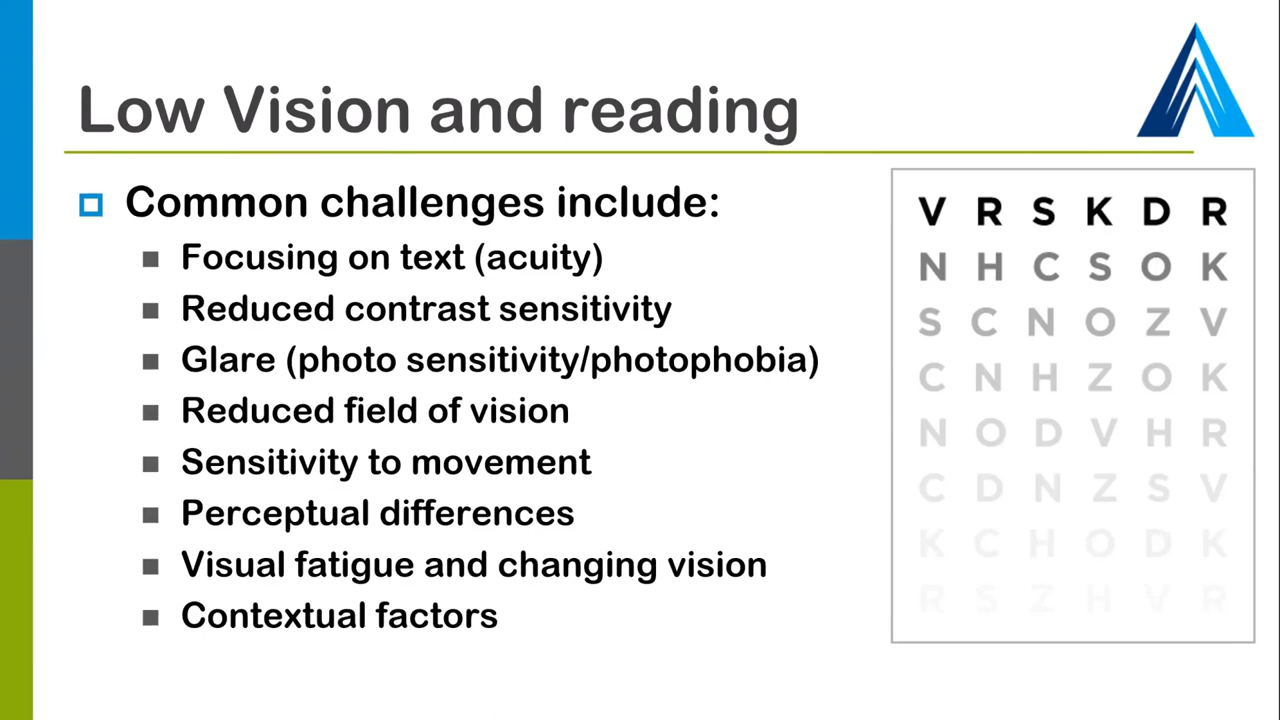 Low Vision and reading
Common challenges include:
Focusing on text (acuity)
Reduced contrast sensitivity
Glare (photo sensitivity/photophobia)
Reduced field of vision
Sensitivity to movement
Perceptual differences
Visual fatigue and changing vision
Contextual factors
V R S K D R
N H C S O K
S C N O Z V
C N H Z O K
N O D V H R
C D N Z S V
K C H O D K
R S Z H V R